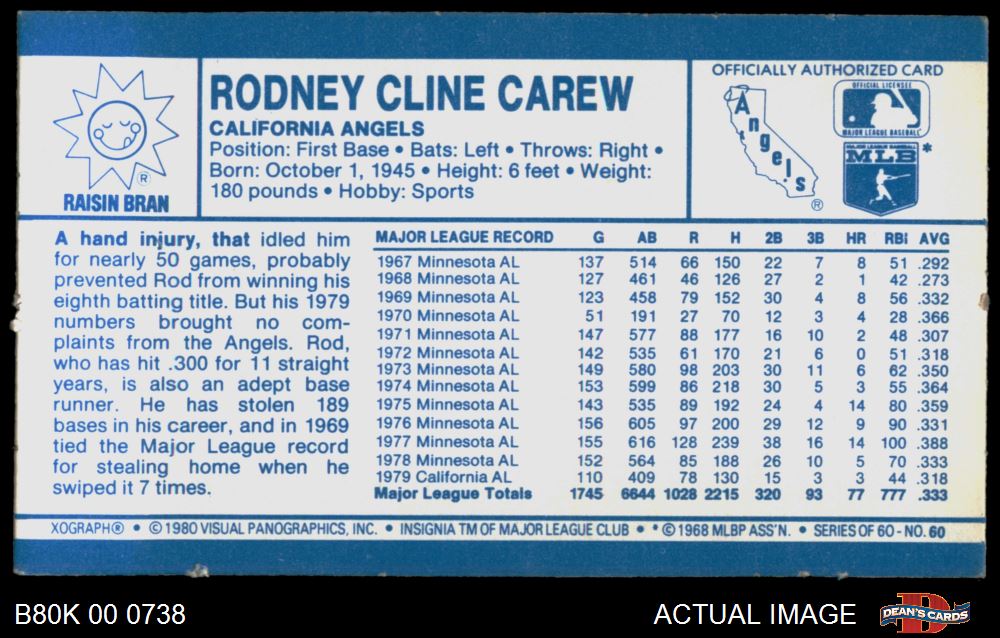 RAISIN BRAN
®
RODNEY CLINE CAREW
CALIFORNIA ANGELS
Position: First Base • Bats: Left • Throws: Right •
Born: October 1, 1945 • Height: 6 feet • Weight:
180 pounds • Hobby: Sports
OFFICIALLY AUTHORIZED CARD
Angels
®
OFFICIAL LICENSEE
MAJOR LEAGUE BASEBALL
MAJOR LEAGUE BASEBALL
MLB *
A hand injury, that idled him
for nearly 50 games, probably
prevented Rod from winning his
eighth batting title. But his 1979
numbers brought no com-
plaints from the Angels. Rod,
who has hit .300 for 11 straight
years, is also an adept base
runner. He has stolen 189
bases in his career, and in 1969
tied the Major League record
for stealing home when he
swiped it 7 times.
MAJOR LEAGUE RECORD G AB R H 2B 3B HR RBI AVG
1967 Minnesota AL 137 514 66 150 22 7 8 51 .292
1968 Minnesota AL 127 461 46 126 27 2 1 42 .273
1969 Minnesota AL 123 458 79 152 30 4 8 56 .332
1970 Minnesota AL 51 191 27 70 12 3 4 28 .366
1971 Minnesota AL 147 577 88 177 16 10 2 48 .307
1972 Minnesota AL 142 535 61 170 21 6 0 51 .318
1973 Minnesota AL 149 580 98 203 30 11 6 62 .350
1974 Minnesota AL 153 599 86 218 30 5 3 55 .364
1975 Minnesota AL 143 535 89 192 24 4 14 80 .359
1976 Minnesota AL 156 605 97 200 29 12 9 90 .331
1977 Minnesota AL 155 616 128 239 38 16 14 100 .388
1978 Minnesota AL 152 564 85 188 26 10 5 70 .333
1979 California AL 110 409 78 130 15 3 3 44 .318
Major League Totals 1745 6644 1028 2215 320 93 77 777 .333
XOGRAPH® • © 1980 VISUAL PANOGRAPHICS, INC. • INSIGNIA TM OF MAJOR LEAGUE CLUB • * © 1968 MLBP ASS'N. • SERIES OF 60 - NO. 60
B80K 00 0738
ACTUAL IMAGE
DEAN'S CARDS